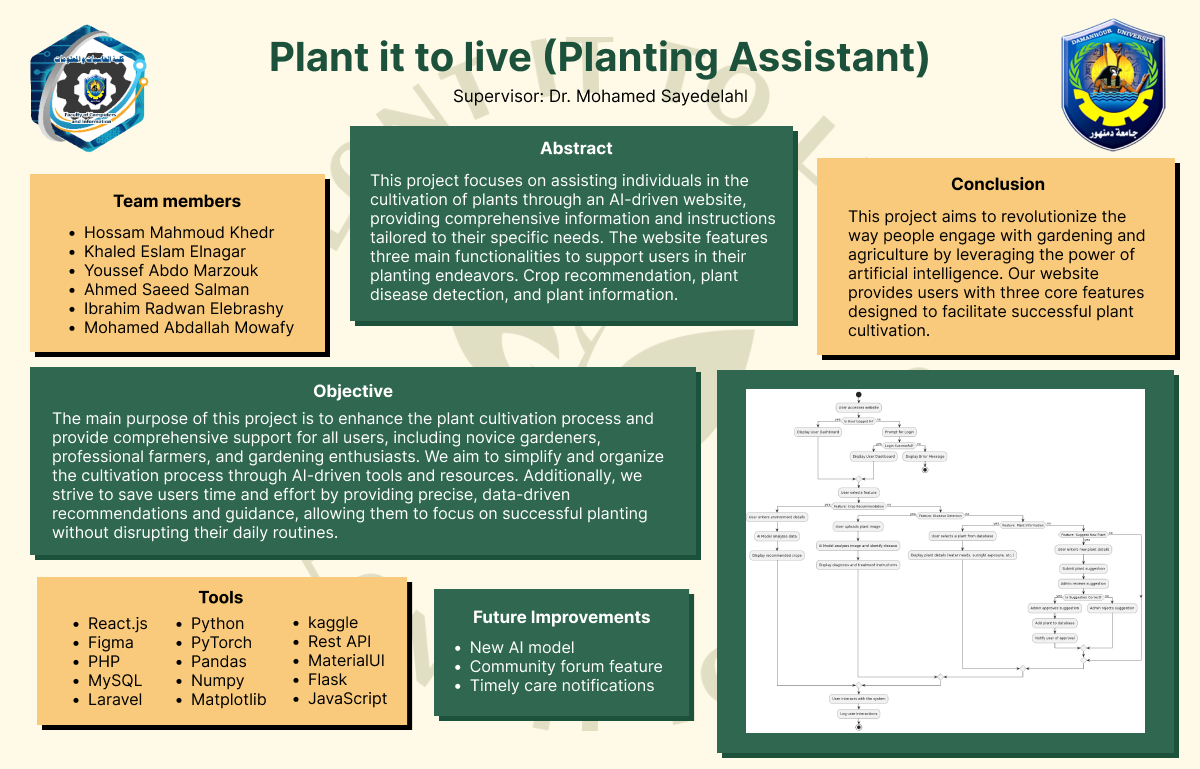 Plant it to live (Planting Assistant)
Supervisor: Dr. Mohamed Sayedelahl
كلية الحاسبات و المعلومات
Faculty of Computers
and Information
DAMANHOUR UNIVERSITY
جامعة دمنهور
Team members
• Hossam Mahmoud Khedr
• Khaled Eslam Elnagar
• Youssef Abdo Marzouk
• Ahmed Saeed Salman
• Ibrahim Radwan Elebrashy
• Mohamed Abdallah Mowafy
Abstract
This project focuses on assisting individuals in the
cultivation of plants through an AI-driven website,
providing comprehensive information and instructions
tailored to their specific needs. The website features
three main functionalities to support users in their
planting endeavors. Crop recommendation, plant
disease detection, and plant information.
Conclusion
This project aims to revolutionize the
way people engage with gardening and
agriculture by leveraging the power of
artificial intelligence. Our website
provides users with three core features
designed to facilitate successful plant
cultivation.
Objective
The main purpose of this project is to enhance the plant cultivation process and
provide comprehensive support for all users, including novice gardeners,
professional farmers, and gardening enthusiasts. We aim to simplify and organize
the cultivation process through AI-driven tools and resources. Additionally, we
strive to save users time and effort by providing precise, data-driven
recommendations and guidance, allowing them to focus on successful planting
without disrupting their daily routines.
Tools
• React.js
• Figma
• PHP
• MySQL
• Laravel
• Python
• PyTorch
• Pandas
• Numpy
• Matplotlib
• kaggle
• Rest API
• MaterialUI
• Flask
• JavaScript
Future Improvements
• New AI model
• Community forum feature
• Timely care notifications
User accesses website
Is User logged in?
Display User Dashboard
Prompt for Login
Login Successful?
Display User Dashboard
Display Error Message
User selects feature
Feature: Crop Recommendation
User enters environment details
AI Model analyzes data
Display recommended crops
Feature: Disease Detection
User uploads plant image
AI Model analyzes image and identify disease
Display diagnosis and treatment instructions
Feature: Plant Information
User selects a plant from database
Display plant details (water needs, sunlight exposure, etc.)
Feature: Suggest New Plant
User enters new plant details
Submit plant suggestion
Admin reviews suggestion
Is Suggestion Correct?
Admin approves suggestion
Admin rejects suggestion
Add plant to database
Notify user of approval
User interacts with the system
Log user interactions